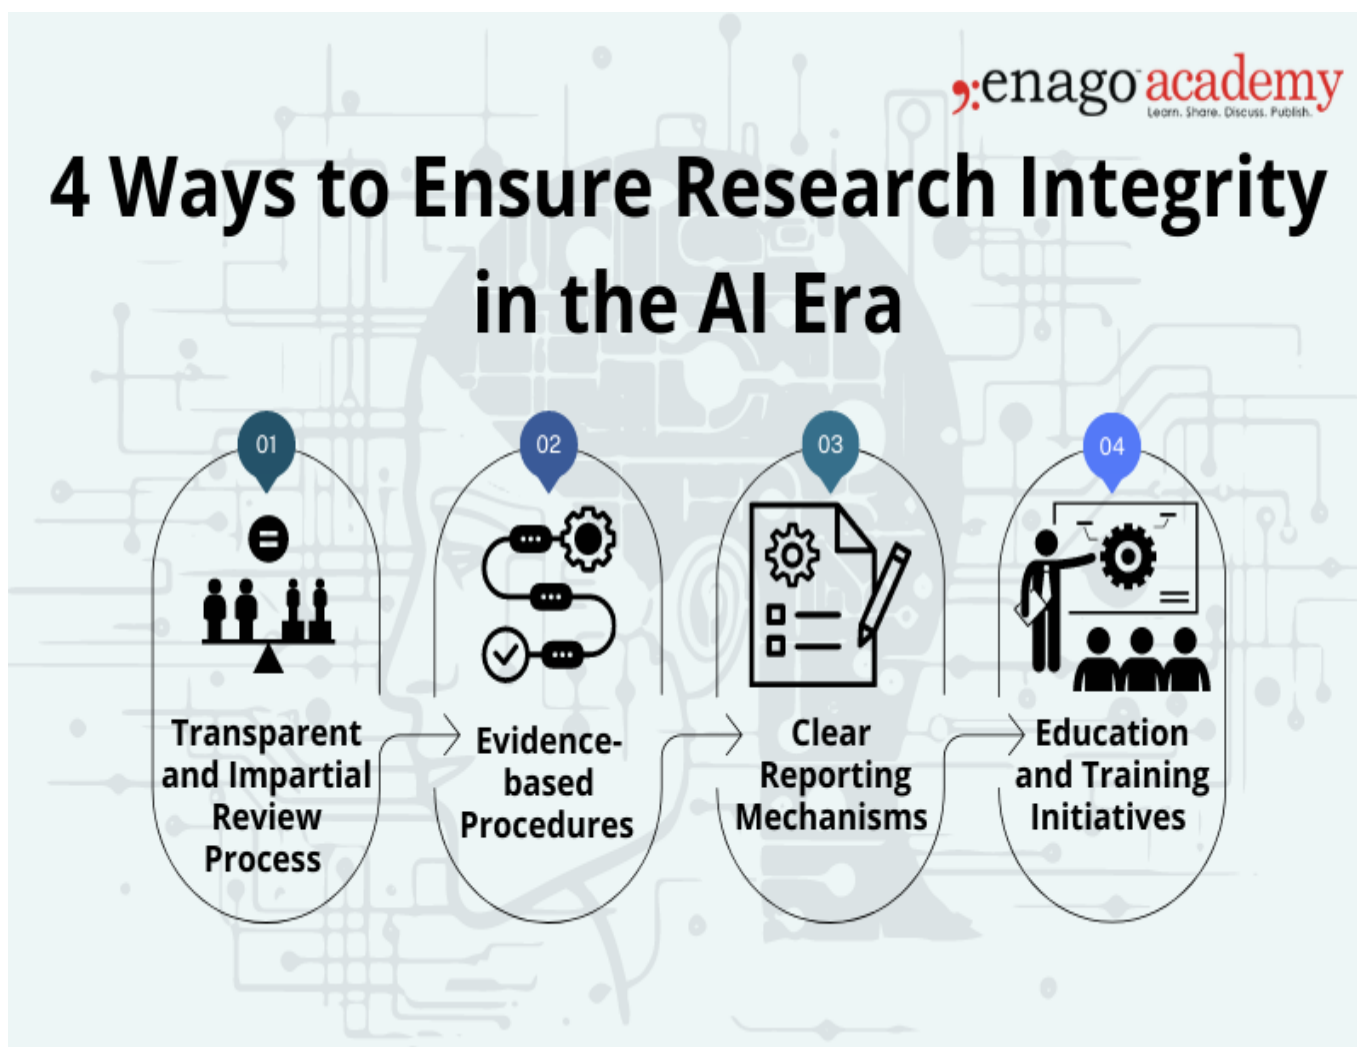 enago academy
Learn. Share. Discuss. Publish.
4 Ways to Ensure Research Integrity
in the AI Era
01
Transparent
and Impartial
Review
Process
02
Evidence-
based
Procedures
03
Clear
Reporting
Mechanisms
04
Education
and Training
Initiatives